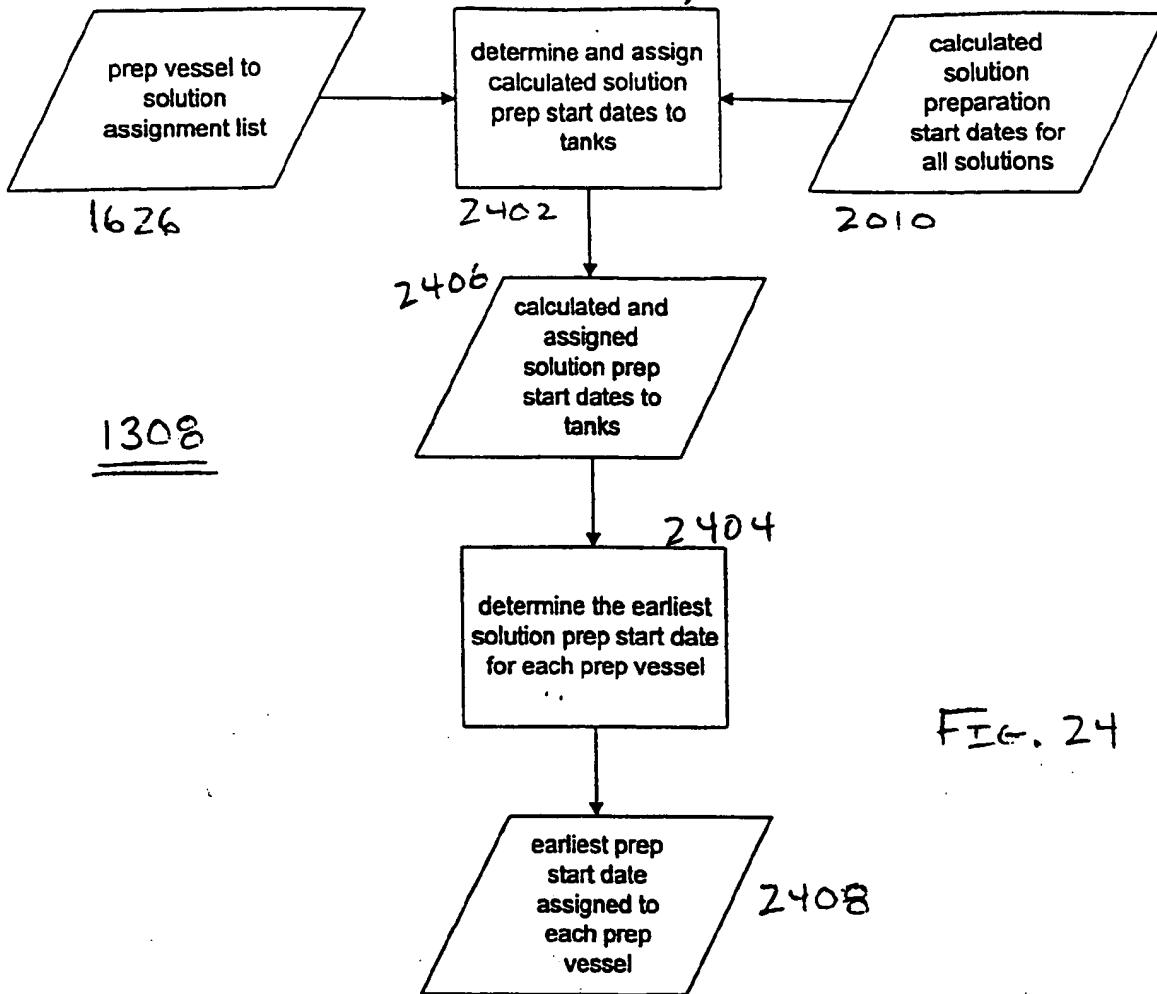 prep vessel to
solution
assignment list
1626
determine and assign
calculated solution
prep start dates to
tanks
2402
calculated
solution
preparation
start dates for
all solutions
2010
2406
calculated and
assigned
solution prep
start dates to
tanks
1308
2404
determine the earliest
solution prep start date
for each prep vessel
FIG. 24
earliest prep
start date
assigned to
each prep
vessel
2408